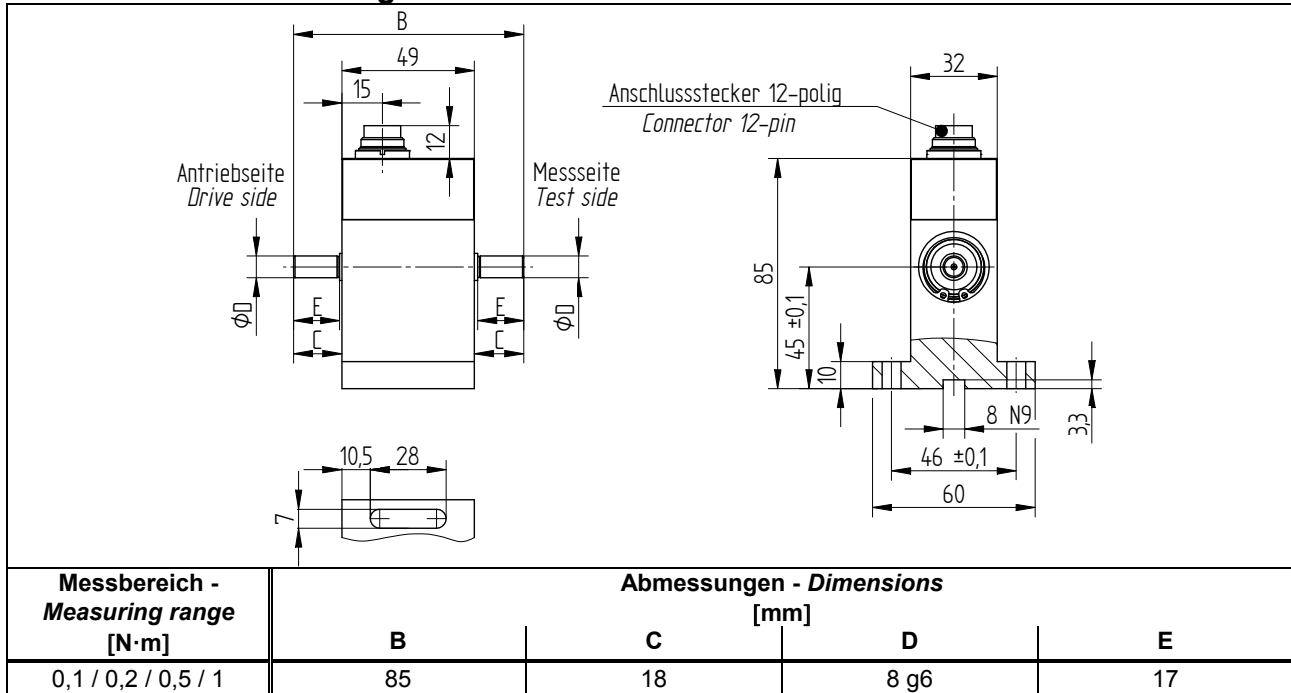 B
49
15
12
Antriebseite
Drive side
Messseite
Test side
ΦD
E
E
ΦD
C
C
10,5
28
7
32
Anschlussstecker 12-polig
Connector 12-pin
85
45 ±0,1
10
8 N9
3,3
46 ±0,1
60
Messbereich -
Measuring range
[N·m]
Abmessungen - Dimensions
[mm]
B C D E
0,1 / 0,2 / 0,5 / 1 85 18 8 g6 17